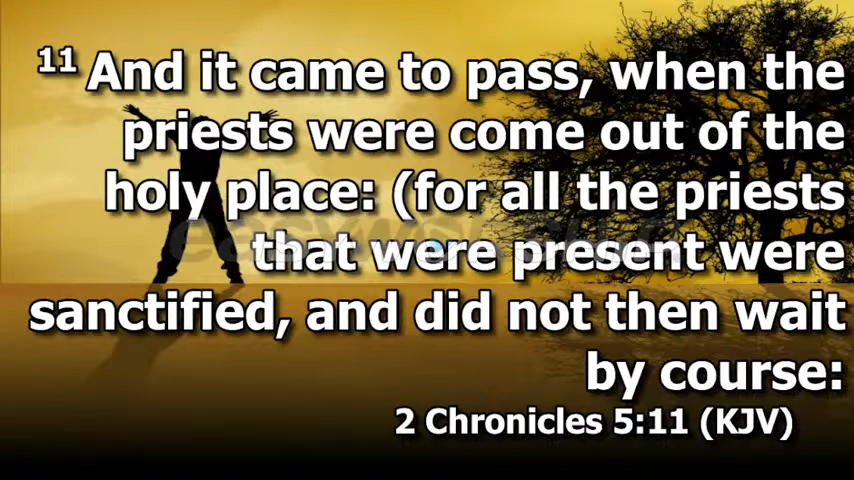 11 And it came to pass, when the
priests were come out of the
holy place: (for all the priests
that were present were
sanctified, and did not then wait
by course:
2 Chronicles 5:11 (KJV)